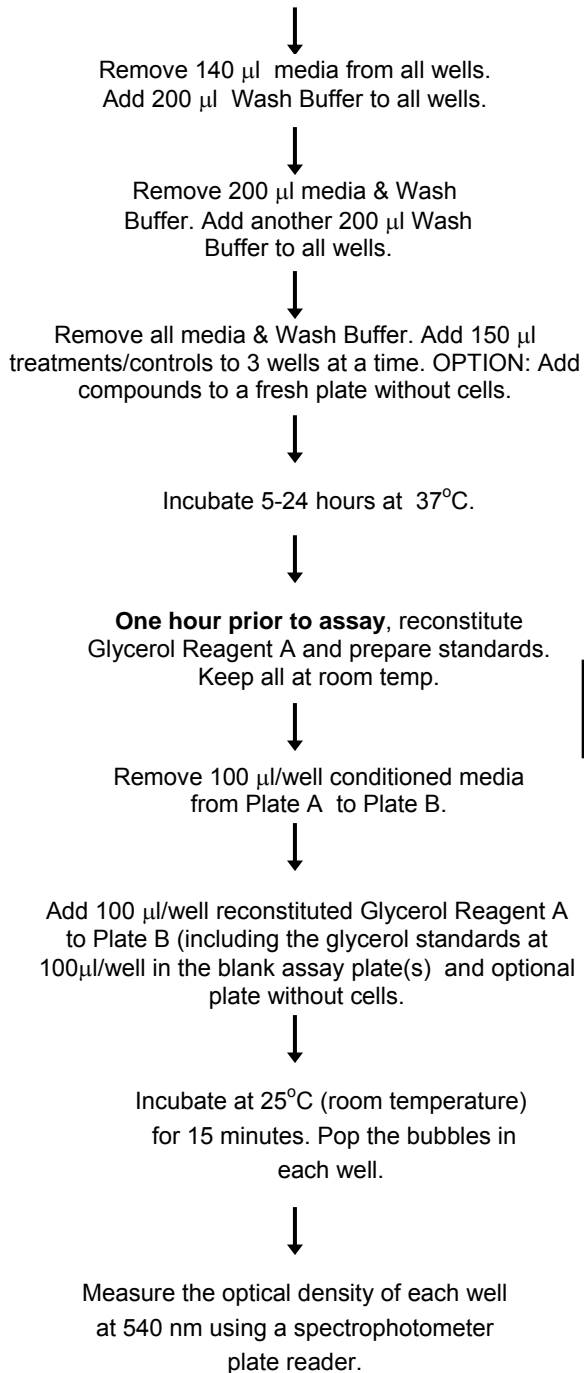 Remove 140 µl media from all wells.
Add 200 µl Wash Buffer to all wells.
Remove 200 µl media & Wash
Buffer. Add another 200 µl Wash
Buffer to all wells.
Remove all media & Wash Buffer. Add 150 µl
treatments/controls to 3 wells at a time. OPTION: Add
compounds to a fresh plate without cells.
Incubate 5-24 hours at 37°C.
One hour prior to assay, reconstitute
Glycerol Reagent A and prepare standards.
Keep all at room temp.
Remove 100 µl/well conditioned media
from Plate A to Plate B.
Add 100 µl/well reconstituted Glycerol Reagent A
to Plate B (including the glycerol standards at
100µl/well in the blank assay plate(s) and optional
plate without cells.
Incubate at 25°C (room temperature)
for 15 minutes. Pop the bubbles in
each well.
Measure the optical density of each well
at 540 nm using a spectrophotometer
plate reader.